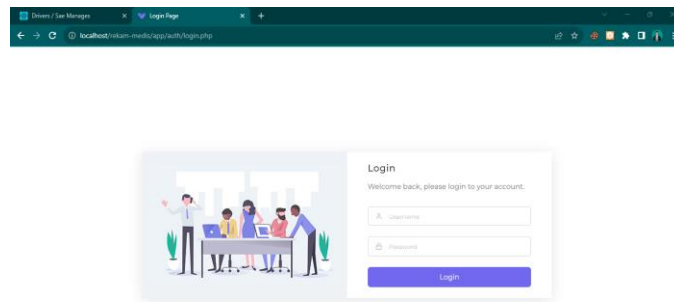 Drivers / Sae Manages
Login Page
localhost/rekam-medis/app/auth/login.php
Login
Welcome back, please login to your account.
Username
Password
Login